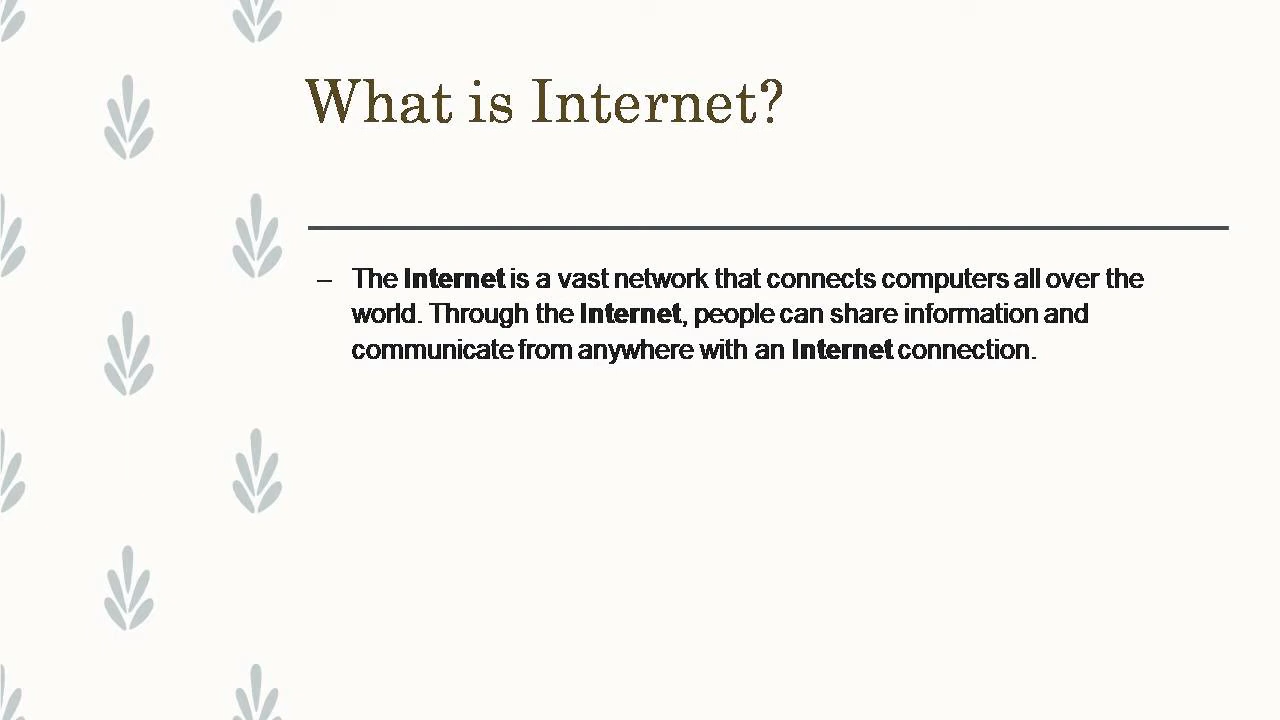 What is Internet?
– The Internet is a vast network that connects computers all over the
world. Through the Internet, people can share information and
communicate from anywhere with an Internet connection.